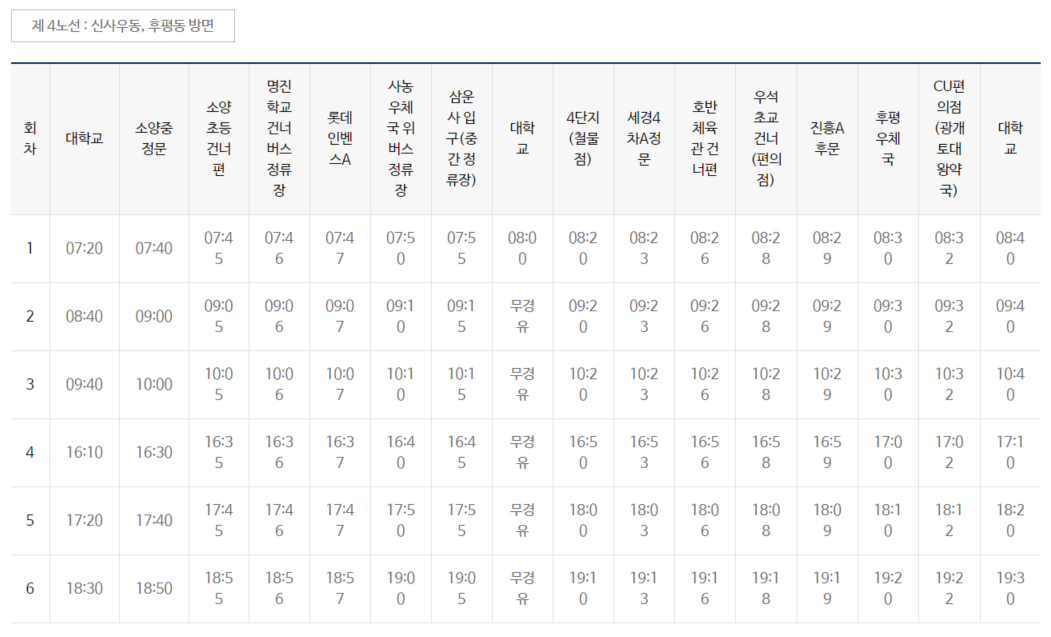 제 4노선 : 신사우동, 후평동 방면
회차 대학교 소양중 정문 소양초등 건너편 명진학교 건너 버스정류장 롯데인벤스A 사농우체국 위 버스정류장 삼운사 입구(중간 정류장) 대학교 4단지(철물점) 세경4차A정문 호반체육관 건너편 우석초교 건너(편의점) 진흥A 후문 후평우체국 CU편의점(광개토대왕약국) 대학교
1 07:20 07:40 07:45 07:46 07:47 07:50 07:55 08:00 08:20 08:23 08:26 08:28 08:29 08:30 08:32 08:40
2 08:40 09:00 09:05 09:06 09:07 09:10 09:15 무경유 09:20 09:23 09:26 09:28 09:29 09:30 09:32 09:40
3 09:40 10:00 10:05 10:06 10:07 10:10 10:15 무경유 10:20 10:23 10:26 10:28 10:29 10:30 10:32 10:40
4 16:10 16:30 16:35 16:36 16:37 16:40 16:45 무경유 16:50 16:53 16:56 16:58 16:59 17:00 17:02 17:10
5 17:20 17:40 17:45 17:46 17:47 17:50 17:55 무경유 18:00 18:03 18:06 18:08 18:09 18:10 18:12 18:20
6 18:30 18:50 18:55 18:56 18:57 19:00 19:05 무경유 19:10 19:13 19:16 19:18 19:19 19:20 19:22 19:30